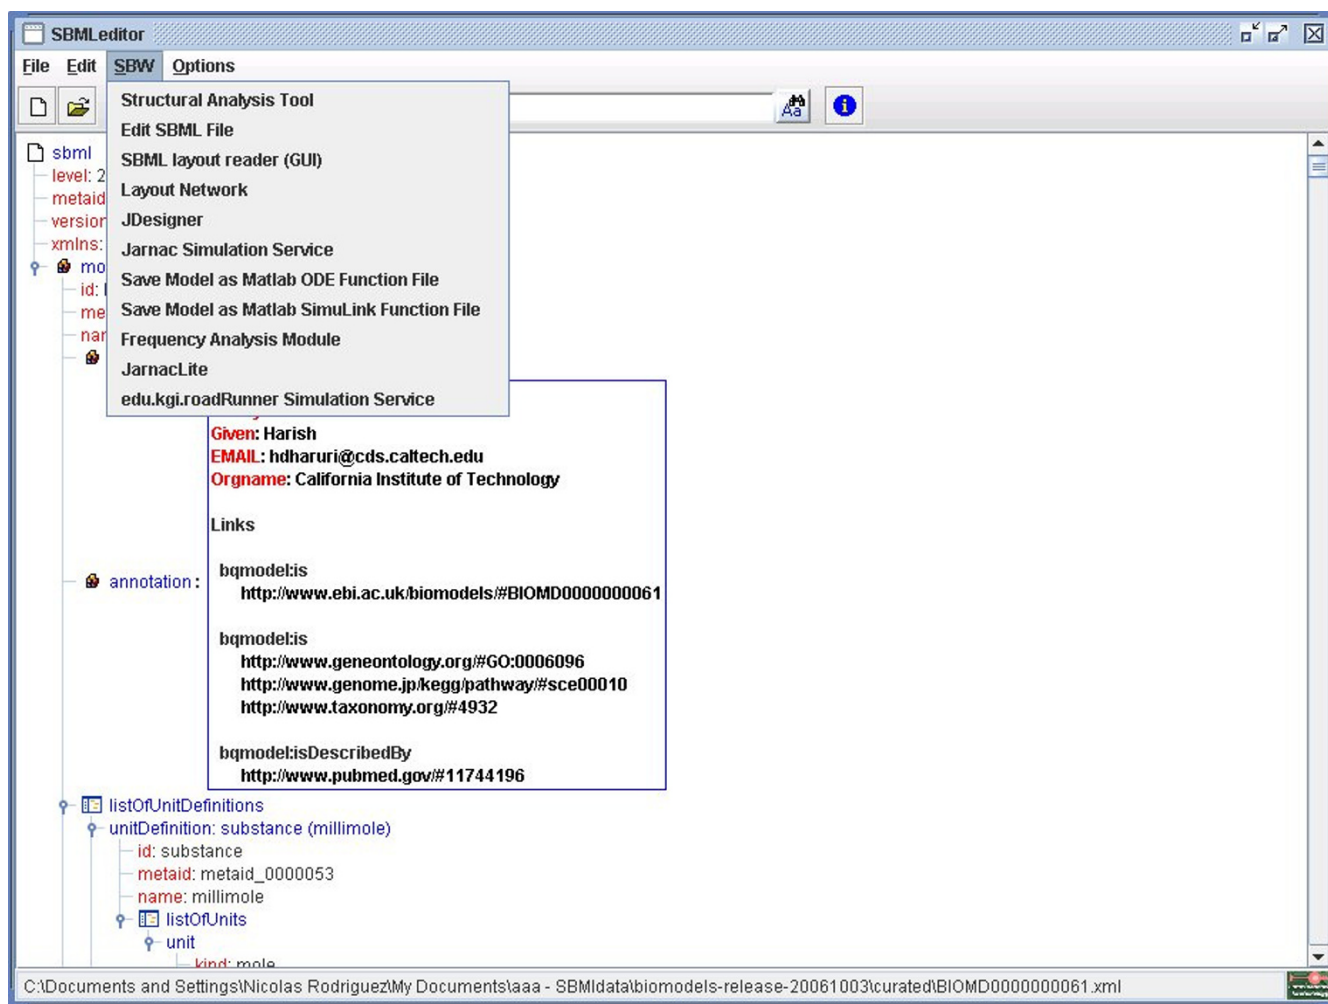 SBMLeditor
File Edit SBW Options
Structural Analysis Tool
Edit SBML File
SBML layout reader (GUI)
Layout Network
JDesigner
Jarnac Simulation Service
Save Model as Matlab ODE Function File
Save Model as Matlab SimuLink Function File
Frequency Analysis Module
JarnacLite
edu.kgi.roadRunner Simulation Service
Aa
sbml
level: 2
metaid
version
xmlns:
mo
id:
me
nar
Given: Harish
EMAIL: hdharuri@cds.caltech.edu
Orgname: California Institute of Technology
Links
annotation:
bqmodel:is
http://www.ebi.ac.uk/biomodels/#BIOMD0000000061
bqmodel:is
http://www.geneontology.org/#GO:0006096
http://www.genome.jp/kegg/pathway/#sce00010
http://www.taxonomy.org/#4932
bqmodel:isDescribedBy
http://www.pubmed.gov/#11744196
listOfUnitDefinitions
unitDefinition: substance (millimole)
id: substance
metaid: metaid_0000053
name: millimole
listOfUnits
unit
kind: mole
C:\Documents and Settings\Nicolas Rodriguez\My Documents\aaa - SBMldata\biomodels-release-20061003\curated\BIOMD0000000061.xml